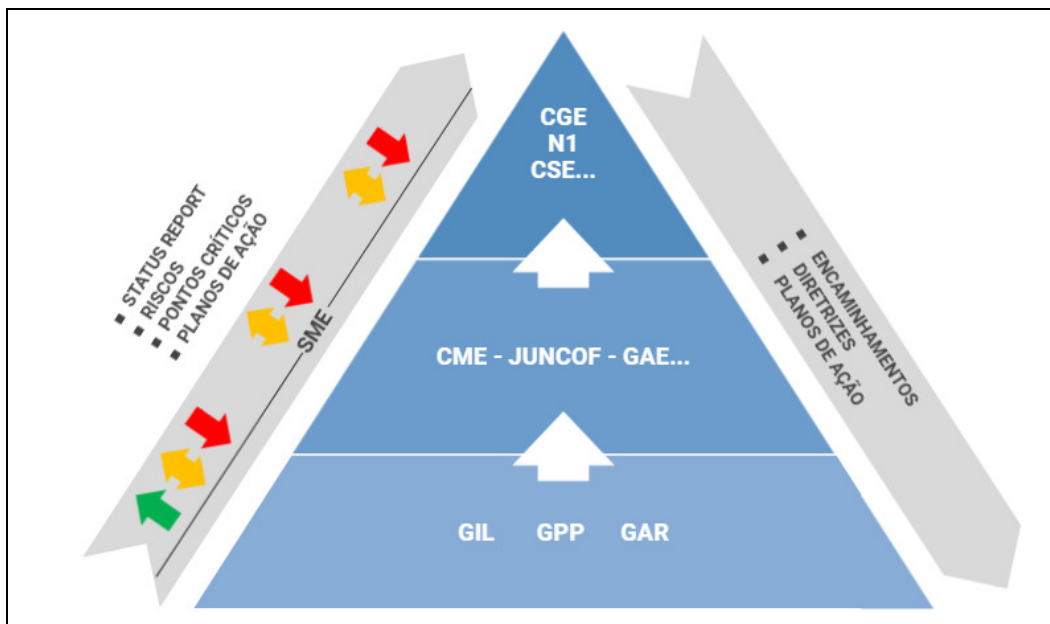 CGE
N1
CSE...
STATUS REPORT
RISCOS
PONTOS CRÍTICOS
PLANOS DE AÇÃO
SME
CME - JUNCOF - GAE...
ENCAMINHAMENTOS
DIRETRIZES
PLANOS DE AÇÃO
GIL GPP GAR